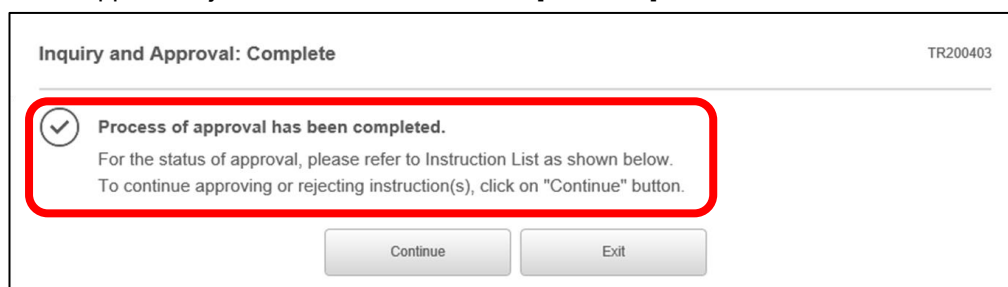 Inquiry and Approval: Complete
TR200403
Process of approval has been completed.
For the status of approval, please refer to Instruction List as shown below.
To continue approving or rejecting instruction(s), click on "Continue" button.
Continue
Exit